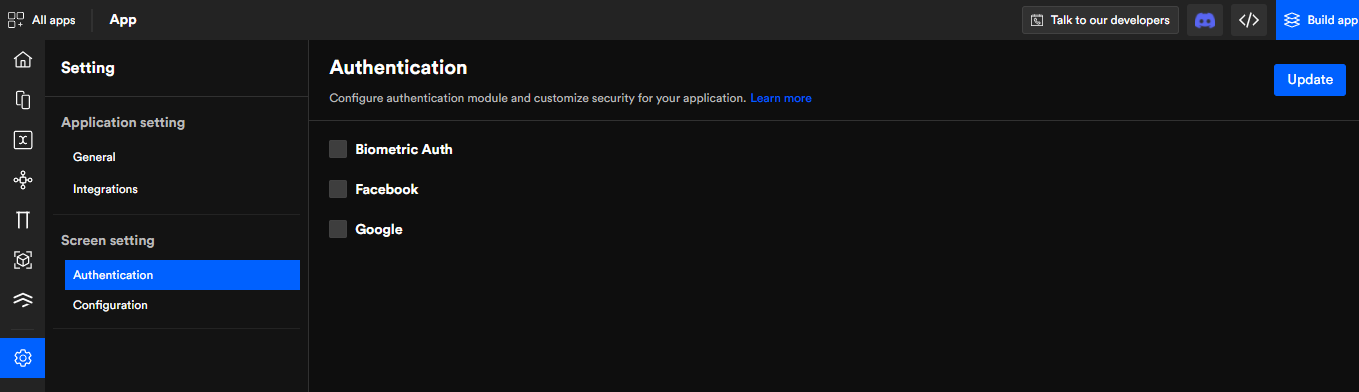 All apps
App
Talk to our developers
</>
Build app
Setting
Application setting
General
Integrations
Screen setting
Authentication
Configuration
Authentication
Configure authentication module and customize security for your application. Learn more
Update
Biometric Auth
Facebook
Google